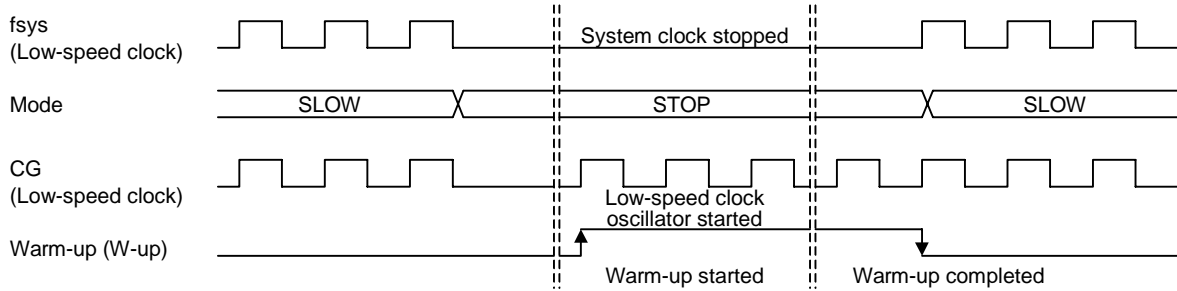 fsys
(Low-speed clock)
System clock stopped
Mode
SLOW
STOP
SLOW
CG
(Low-speed clock)
Low-speed clock
oscillator started
Warm-up (W-up)
Warm-up started
Warm-up completed